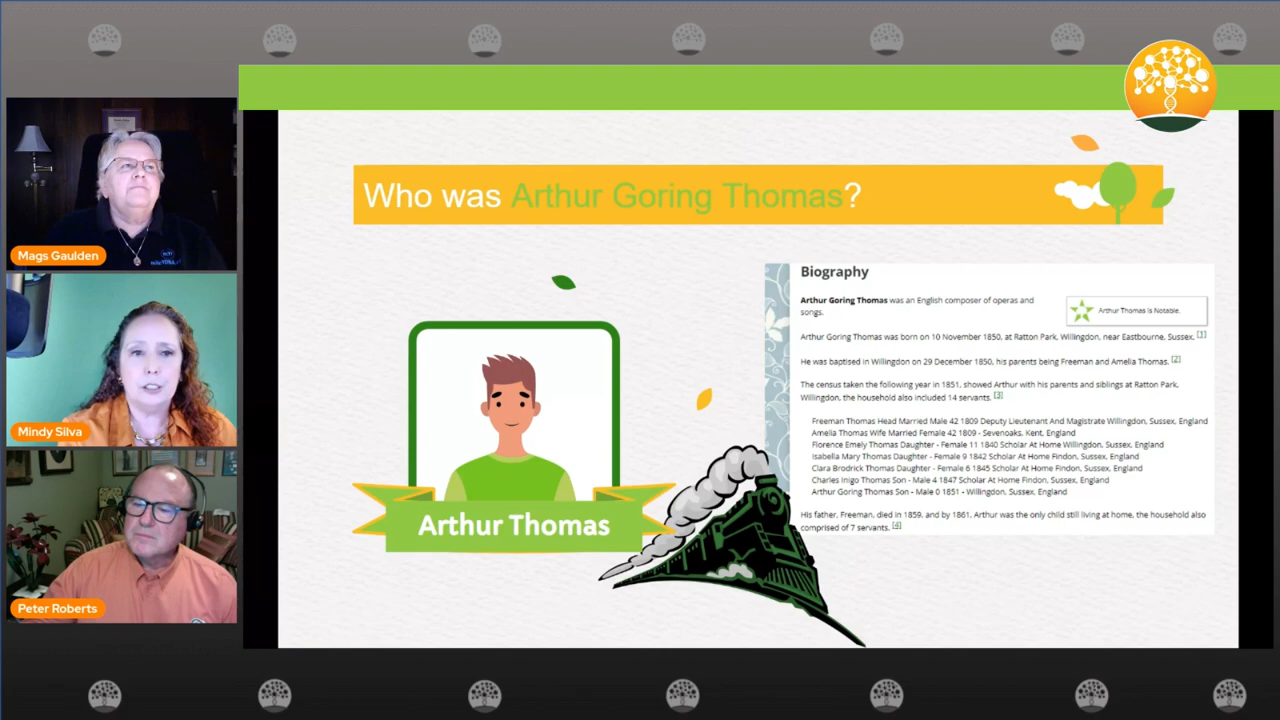 Mags Gaulden
Mindy Silva
Peter Roberts
Who was Arthur Goring Thomas?
Arthur Thomas
Biography
Arthur Goring Thomas was an English composer of operas and
songs.
Arthur Thomas is Notable.
Arthur Goring Thomas was born on 10 November 1850, at Ratton Park, Willingdon, near Eastbourne, Sussex. [1]
He was baptised in Willingdon on 29 December 1850, his parents being Freeman and Amelia Thomas. [2]
The census taken the following year in 1851, showed Arthur with his parents and siblings at Ratton Park,
Willingdon, the household also included 14 servants. [3]
Freeman Thomas Head Married Male 42 1809 Deputy Lieutenant And Magistrate Willingdon, Sussex, England
Amelia Thomas Wife Married Female 42 1809 - Sevenoaks, Kent, England
Florence Emely Thomas Daughter - Female 11 1840 Scholar At Home Willingdon, Sussex, England
Isabella Mary Thomas Daughter - Female 9 1842 Scholar At Home Findon, Sussex, England
Clara Brodrick Thomas Daughter - Female 6 1845 Scholar At Home Findon, Sussex, England
Charles Inigo Thomas Son - Male 4 1847 Scholar At Home Findon, Sussex, England
Arthur Goring Thomas Son - Male 0 1851 - Willingdon, Sussex, England
His father, Freeman, died in 1859, and by 1861, Arthur was the only child still living at home, the household also
comprised of 7 servants. [4]